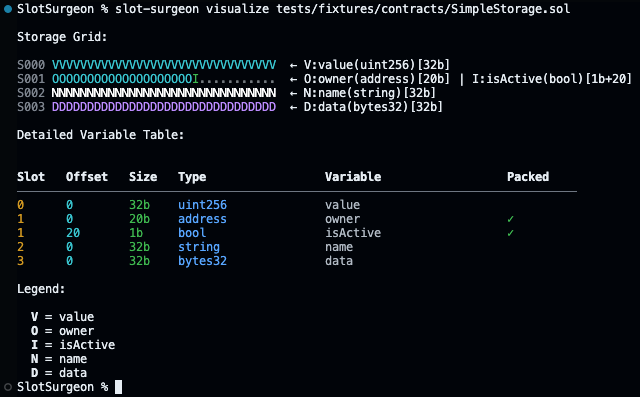 SlotSurgeon % slot-surgeon visualize tests/fixtures/contracts/SimpleStorage.sol
Storage Grid:
S000 VVVVVVVVVVVVVVVVVVVVVVVVVVVVVVVV ← V:value(uint256)[32b]
S001 OOOOOOOOOOOOOOOOOOOOI........... ← O:owner(address)[20b] | I:isActive(bool)[1b+20]
S002 NNNNNNNNNNNNNNNNNNNNNNNNNNNNNNNN ← N:name(string)[32b]
S003 DDDDDDDDDDDDDDDDDDDDDDDDDDDDDDDD ← D:data(bytes32)[32b]
Detailed Variable Table:
Slot Offset Size Type Variable Packed
0 0 32b uint256 value
1 0 20b address owner ✓
1 20 1b bool isActive ✓
2 0 32b string name
3 0 32b bytes32 data
Legend:
V = value
O = owner
I = isActive
N = name
D = data
SlotSurgeon %